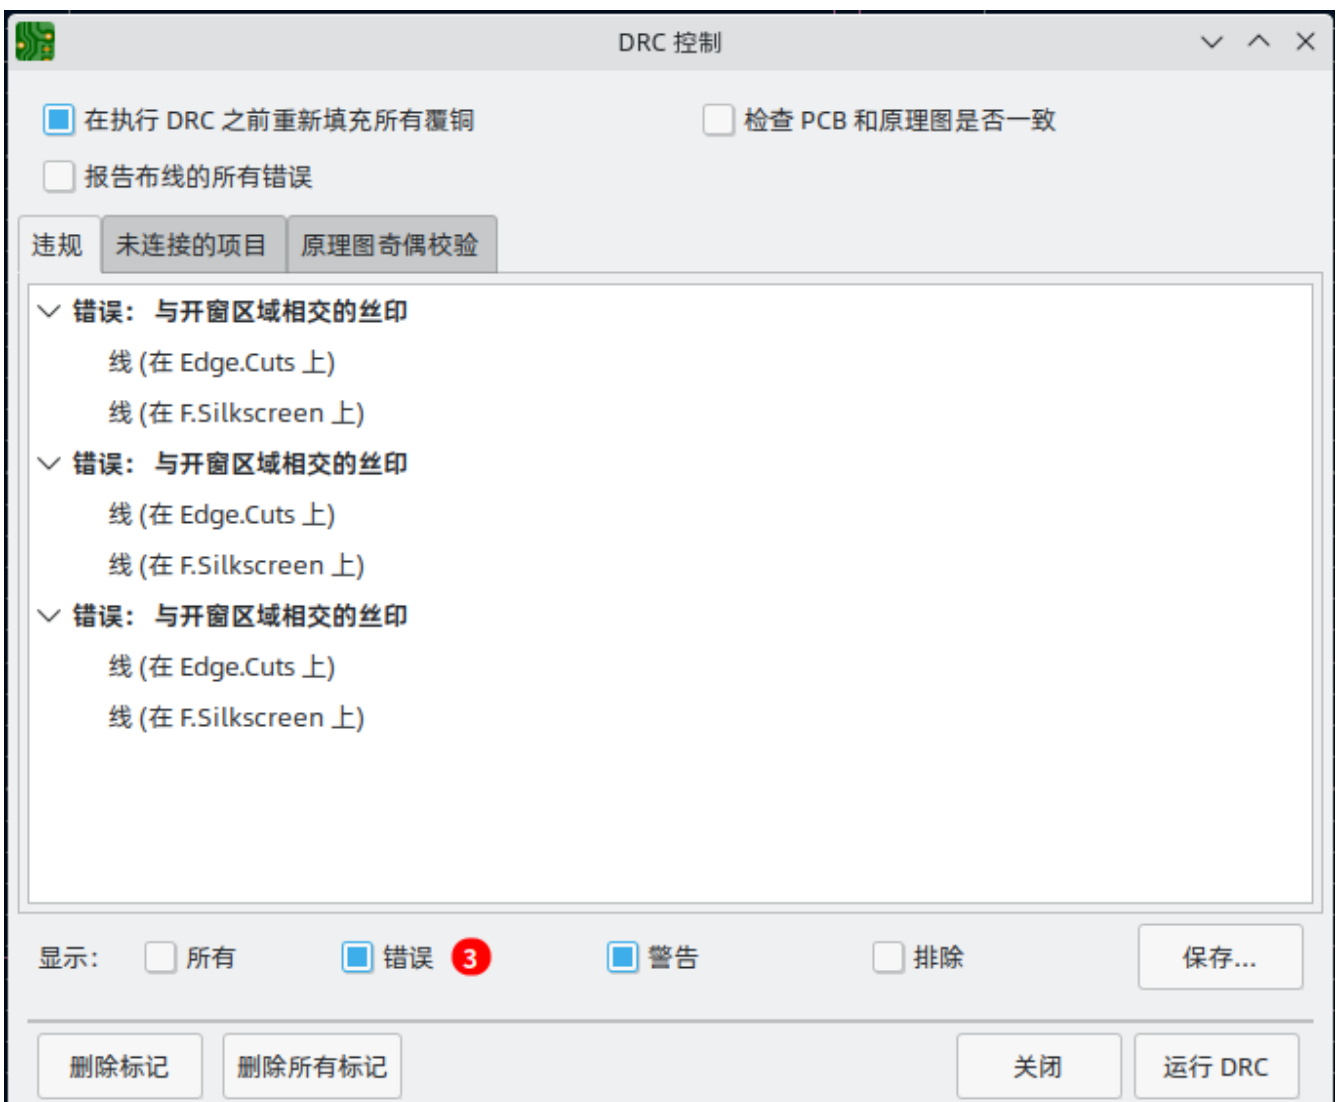 DRC 控制
在执行 DRC 之前重新填充所有覆铜 检查 PCB 和原理图是否一致
报告布线的所有错误
违规 未连接的项目 原理图奇偶校验
错误： 与开窗区域相交的丝印
线 (在 Edge.Cuts 上)
线 (在 F.Silkscreen 上)
错误： 与开窗区域相交的丝印
线 (在 Edge.Cuts 上)
线 (在 F.Silkscreen 上)
错误： 与开窗区域相交的丝印
线 (在 Edge.Cuts 上)
线 (在 F.Silkscreen 上)
显示： 所有 错误 3 警告 排除 保存...
删除标记 删除所有标记 关闭 运行 DRC